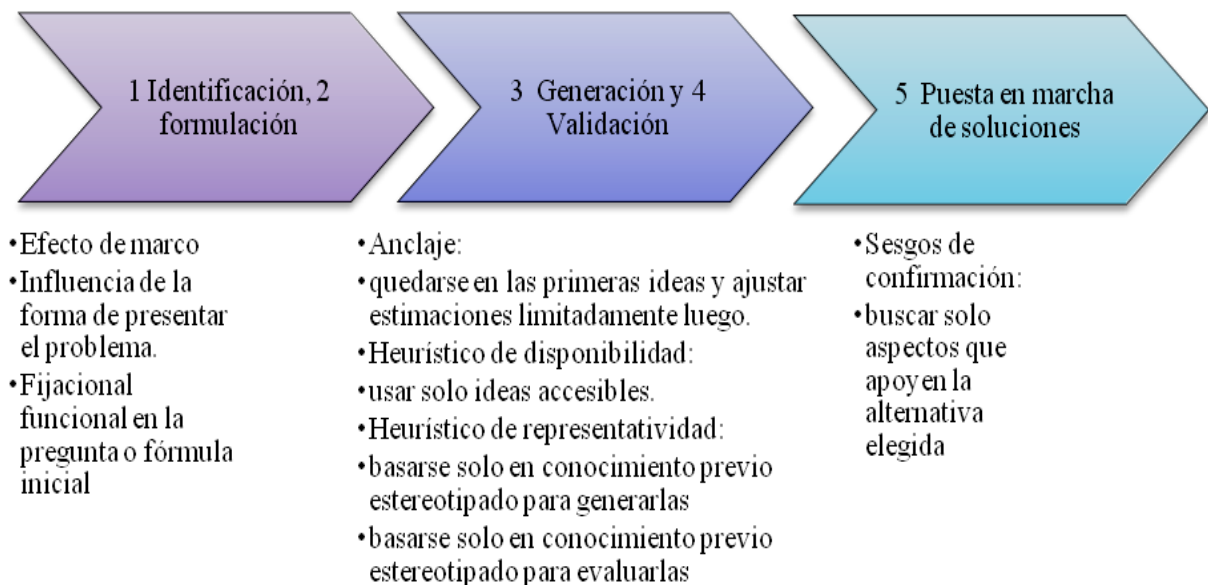 1 Identificación, 2
formulación
3 Generación y 4
Validación
5 Puesta en marcha
de soluciones
•Efecto de marco
•Influencia de la
forma de presentar
el problema.
•Fijacional
funcional en la
pregunta o fórmula
inicial
•Anclaje:
•quedarse en las primeras ideas y ajustar
estimaciones limitadamente luego.
•Heurístico de disponibilidad:
•usar solo ideas accesibles.
•Heurístico de representatividad:
•basarse solo en conocimiento previo
estereotipado para generarlas
•basarse solo en conocimiento previo
estereotipado para evaluarlas
•Sesgos de
confirmación:
•buscar solo
aspectos que
apoyen la
alternativa
elegida